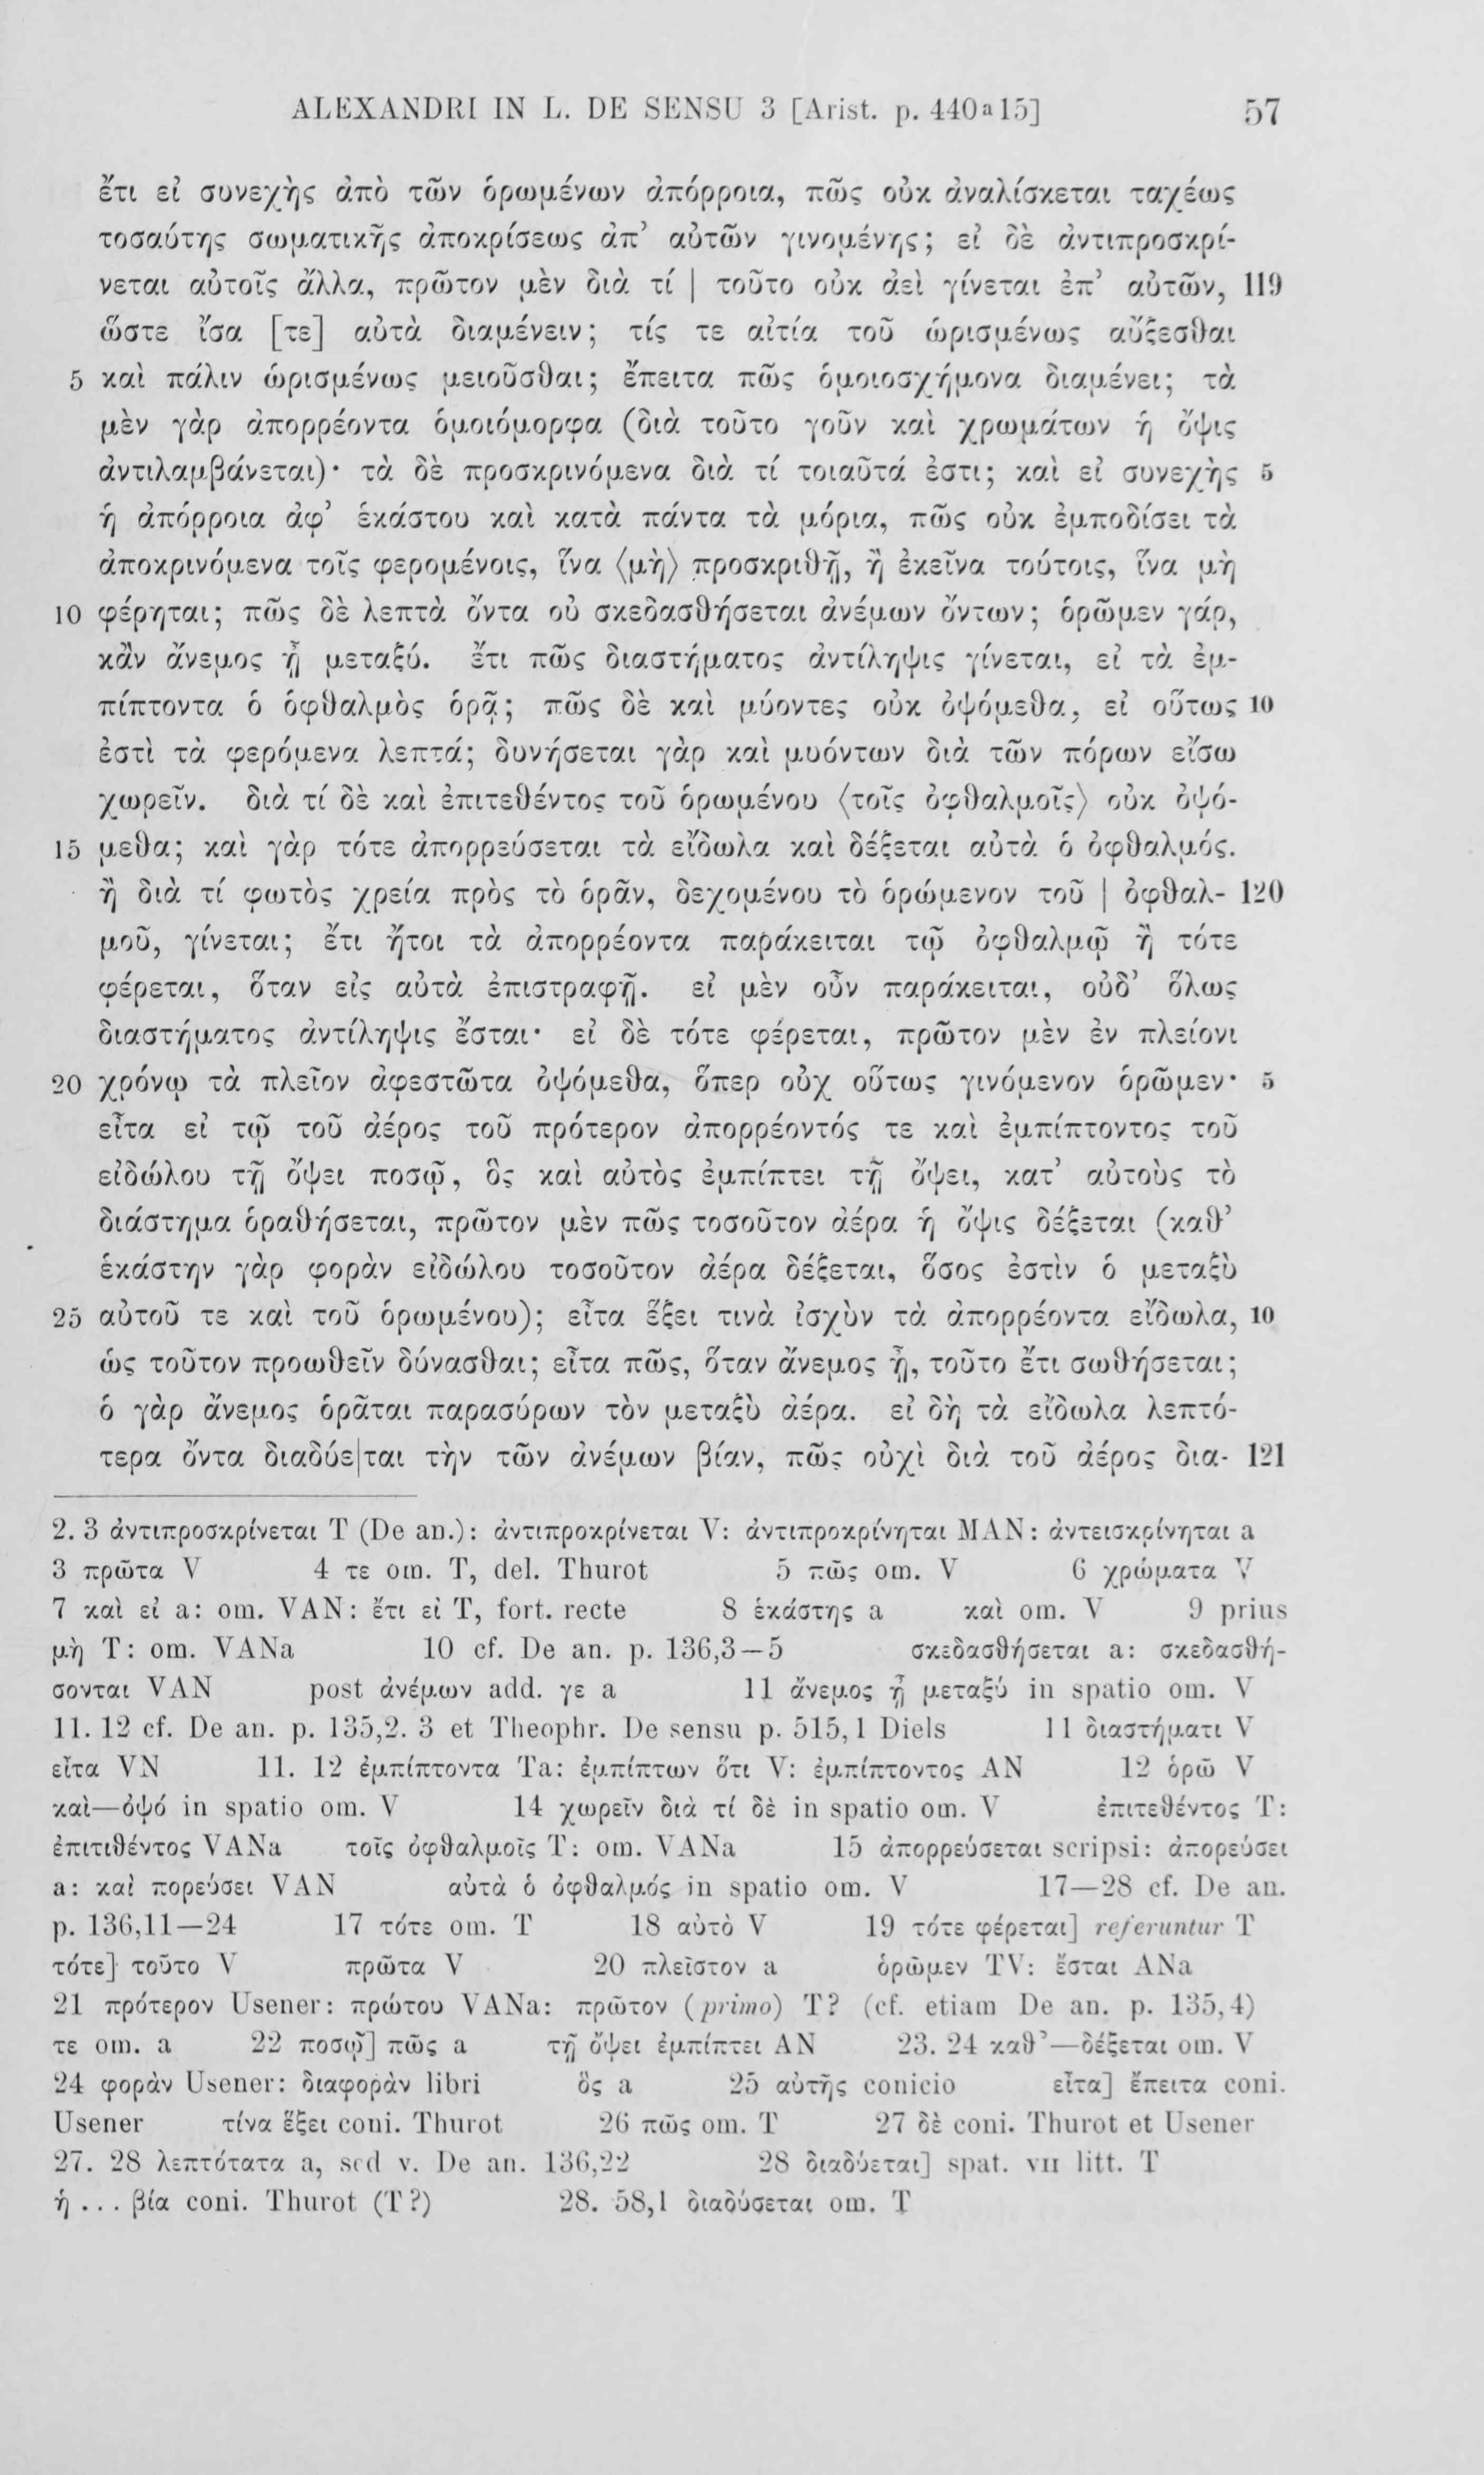 ALEXANDRI IN L. DE SENSU 3 [Arist. p. 440a15] 57
ἔτι εἰ συνεχὴς ἀπὸ τῶν ὁρωμένων ἀπόρροια, πῶς οὐκ ἀναλίσκεται ταχέως
τοσαύτης σωματικῆς ἀποκρίσεως ἀπ’ αὐτῶν γινομένης; εἰ δὲ ἀντιπροσκρί-
νεται αὐτοῖς ἄλλα, πρῶτον μὲν διὰ τί | τοῦτο οὐκ ἀεὶ γίνεται ἐπ’ αὐτῶν, 119
ὥστε ἴσα [τε] αὐτὰ διαμένειν; τίς τε αἰτία τοῦ ὡρισμένως αὔξεσθαι
5 καὶ πάλιν ὡρισμένως μειοῦσθαι; ἔπειτα πῶς ὁμοιοσχήμονα διαμένει; τὰ
μὲν γὰρ ἀπορρέοντα ὁμοιόμορφα (διὰ τοῦτο γοῦν καὶ χρωμάτων ἡ ὄψις
ἀντιλαμβάνεται)· τὰ δὲ προσκρινόμενα διὰ τί τοιαῦτά ἐστι; καὶ εἰ συνεχὴς 5
ἡ ἀπόρροια ἀφ’ ἑκάστου καὶ κατὰ πάντα τὰ μόρια, πῶς οὐκ ἐμποδίσει τὰ
ἀποκρινόμενα τοῖς φερομένοις, ἵνα ⟨μὴ⟩ προσκριθῇ, ἢ ἐκεῖνα τούτοις, ἵνα μὴ
10 φέρηται; πῶς δὲ λεπτὰ ὄντα οὐ σκεδασθήσεται ἀνέμων ὄντων; ὁρῶμεν γάρ,
κἂν ἄνεμος ᾖ μεταξύ. ἔτι πῶς διαστήματος ἀντίληψις γίνεται, εἰ τὰ ἐμ-
πίπτοντα ὁ ὀφθαλμὸς ὁρᾷ; πῶς δὲ καὶ μύοντες οὐκ ὀψόμεθα, εἰ οὕτως 10
ἐστὶ τὰ φερόμενα λεπτά; δυνήσεται γὰρ καὶ μυόντων διὰ τῶν πόρων εἴσω
χωρεῖν. διὰ τί δὲ καὶ ἐπιτεθέντος τοῦ ὁρωμένου ⟨τοῖς ὀφθαλμοῖς⟩ οὐκ ὀψό-
15 μεθα; καὶ γὰρ τότε ἀπορρεύσεται τὰ εἴδωλα καὶ δέξεται αὐτὰ ὁ ὀφθαλμός.
ἢ διὰ τί φωτὸς χρεία πρὸς τὸ ὁρᾶν, δεχομένου τὸ ὁρώμενον τοῦ | ὀφθαλ- 120
μοῦ, γίνεται; ἔτι ἤτοι τὰ ἀπορρέοντα παράκειται τῷ ὀφθαλμῷ ἢ τότε
φέρεται, ὅταν εἰς αὐτὰ ἐπιστραφῇ. εἰ μὲν οὖν παράκειται, οὐδ’ ὅλως
διαστήματος ἀντίληψις ἔσται· εἰ δὲ τότε φέρεται, πρῶτον μὲν ἐν πλείονι
20 χρόνῳ τὰ πλεῖον ἀφεστῶτα ὀψόμεθα, ὅπερ οὐχ οὕτως γινόμενον ὁρῶμεν· 5
εἶτα εἰ τῷ τοῦ ἀέρος τοῦ πρότερον ἀπορρέοντός τε καὶ ἐμπίπτοντος τοῦ
εἰδώλου τῇ ὄψει ποσῷ, ὃς καὶ αὐτὸς ἐμπίπτει τῇ ὄψει, κατ’ αὐτοὺς τὸ
διάστημα ὁραθήσεται, πρῶτον μὲν πῶς τοσοῦτον ἀέρα ἡ ὄψις δέξεται (καθ’
ἑκάστην γὰρ φορὰν εἰδώλου τοσοῦτον ἀέρα δέξεται, ὅσος ἐστὶν ὁ μεταξὺ
25 αὐτοῦ τε καὶ τοῦ ὁρωμένου); εἶτα ἕξει τινὰ ἰσχὺν τὰ ἀπορρέοντα εἴδωλα, 10
ὡς τοῦτον προωθεῖν δύνασθαι; εἶτα πῶς, ὅταν ἄνεμος ᾖ, τοῦτο ἔτι σωθήσεται;
ὁ γὰρ ἄνεμος ὁρᾶται παρασύρων τὸν μεταξὺ ἀέρα. εἰ δὴ τὰ εἴδωλα λεπτό-
τερα ὄντα διαδύε|ται τὴν τῶν ἀνέμων βίαν, πῶς οὐχὶ διὰ τοῦ ἀέρος δια- 121
2. 3 ἀντιπροσκρίνεται T (De an.): ἀντιπροκρίνεται V: ἀντιπροκρίνηται MAN: ἀντεισκρίνηται a
3 πρῶτα V 4 τε om. T, del. Thurot 5 πῶς om. V 6 χρώματα V
7 καὶ εἰ a: om. VAN: ἔτι εἰ T, fort. recte 8 ἑκάστης a καὶ om. V 9 prius
μὴ T: om. VANa 10 cf. De an. p. 136,3—5 σκεδασθήσεται a: σκεδασθή-
σονται VAN post ἀνέμων add. γε a 11 ἄνεμος ᾖ μεταξύ in spatio om. V
11. 12 cf. De an. p. 135,2. 3 et Theophr. De sensu p. 515,1 Diels 11 διαστήματι V
εἶτα VN 11. 12 ἐμπίπτοντα Ta: ἐμπίπτων ὅτι V: ἐμπίπτοντος AN 12 ὁρῶ V
καὶ—ὀψό in spatio om. V 14 χωρεῖν διὰ τί δὲ in spatio om. V ἐπιτεθέντος T:
ἐπιτιθέντος VANa τοῖς ὀφθαλμοῖς T: om. VANa 15 ἀπορρεύσεται scripsi: ἀπορεύσει
a: καὶ πορεύσει VAN αὐτὰ ὁ ὀφθαλμός in spatio om. V 17—28 cf. De an.
p. 136,11—24 17 τότε om. T 18 αὐτὸ V 19 τότε φέρεται] referuntur T
τότε] τοῦτο V πρῶτα V 20 πλεῖστον a ὁρῶμεν TV: ἔσται ANa
21 πρότερον Usener: πρώτου VANa: πρῶτον (primo) T? (cf. etiam De an. p. 135,4)
τε om. a 22 ποσῷ] πῶς a τῇ ὄψει ἐμπίπτει AN 23. 24 καθ’—δέξεται om. V
24 φορὰν Usener: διαφορὰν libri ὃς a 25 αὐτῆς conicio εἶτα] ἔπειτα coni.
Usener τίνα ἕξει coni. Thurot 26 πῶς om. T 27 δὲ coni. Thurot et Usener
27. 28 λεπτότατα a, sed v. De an. 136,22 28 διαδύεται] spat. VII litt. T
ἡ . . . βία coni. Thurot (T?) 28. 58,1 διαδύσεται om. T